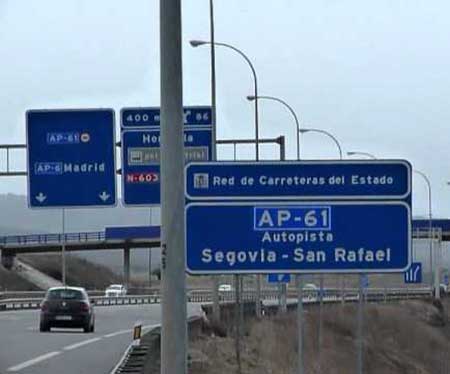 AP-61
AP-6 Madrid
400 m 86
N-603
Red de Carreteras del Estado
AP-61
Autopista
Segovia - San Rafael